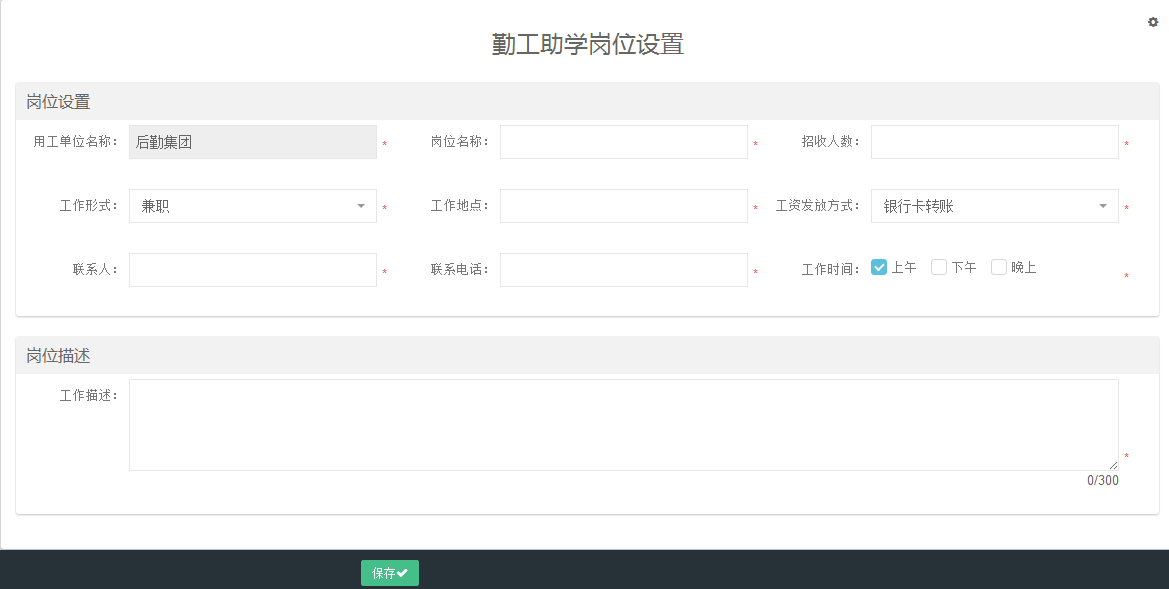 勤工助学岗位设置
岗位设置
用工单位名称： 后勤集团 * 岗位名称： * 招收人数： *
工作形式： 兼职 * 工作地点： * 工资发放方式： 银行卡转账 *
联系人： * 联系电话： * 工作时间： 上午 下午 晚上 *
岗位描述
工作描述： *
0/300
保存